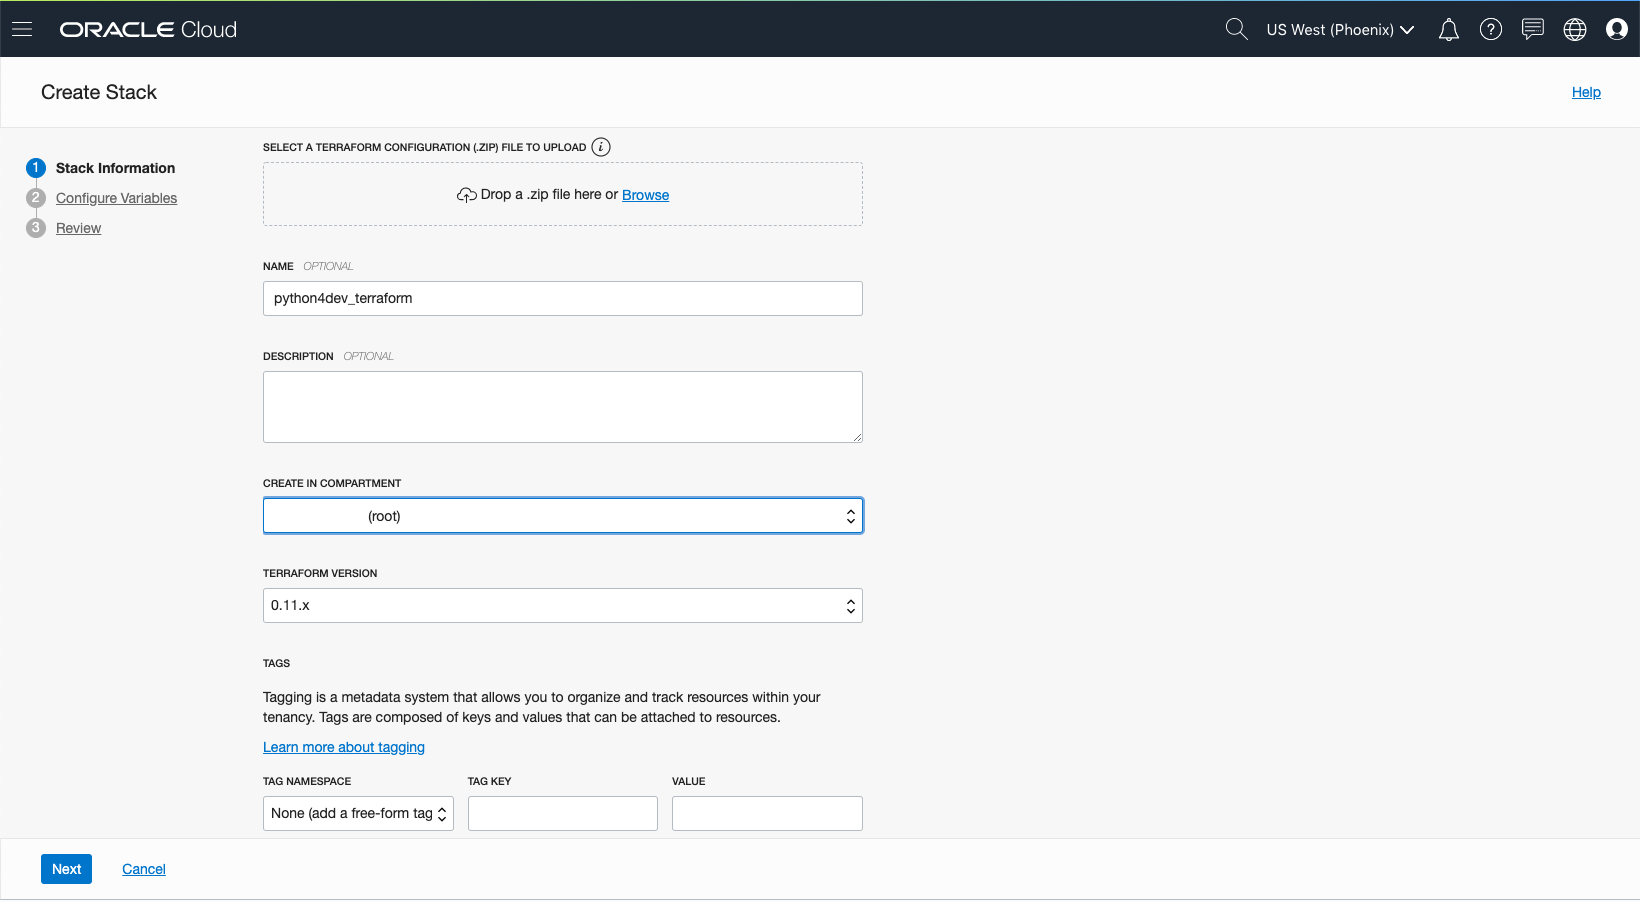 ORACLE Cloud
US West (Phoenix)
Create Stack
Help
1 Stack Information
2 Configure Variables
3 Review
SELECT A TERRAFORM CONFIGURATION (.ZIP) FILE TO UPLOAD i
Drop a .zip file here or Browse
NAME OPTIONAL
python4dev_terraform
DESCRIPTION OPTIONAL
CREATE IN COMPARTMENT
(root)
TERRAFORM VERSION
0.11.x
TAGS
Tagging is a metadata system that allows you to organize and track resources within your
tenancy. Tags are composed of keys and values that can be attached to resources.
Learn more about tagging
TAG NAMESPACE TAG KEY VALUE
None (add a free-form tag
Next Cancel